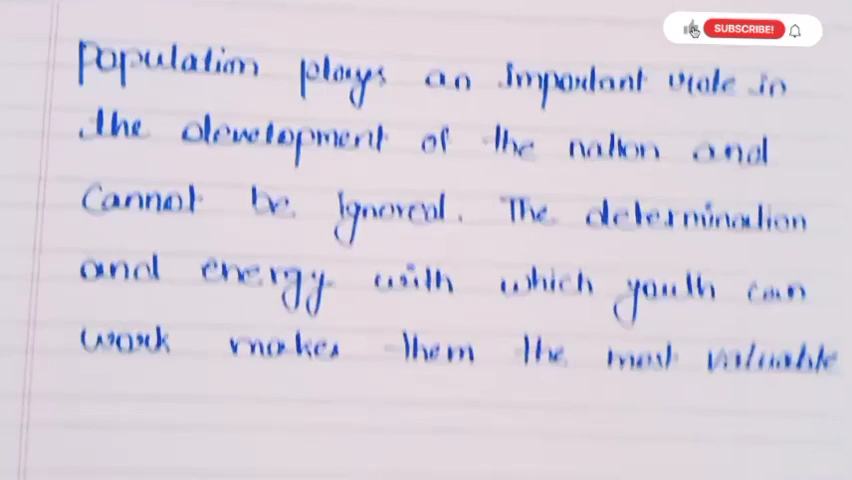 SUBSCRIBE!
population plays an important role in
the development of the nation and
cannot be ignored. The determination
and energy with which youth can
work makes them the most valuable